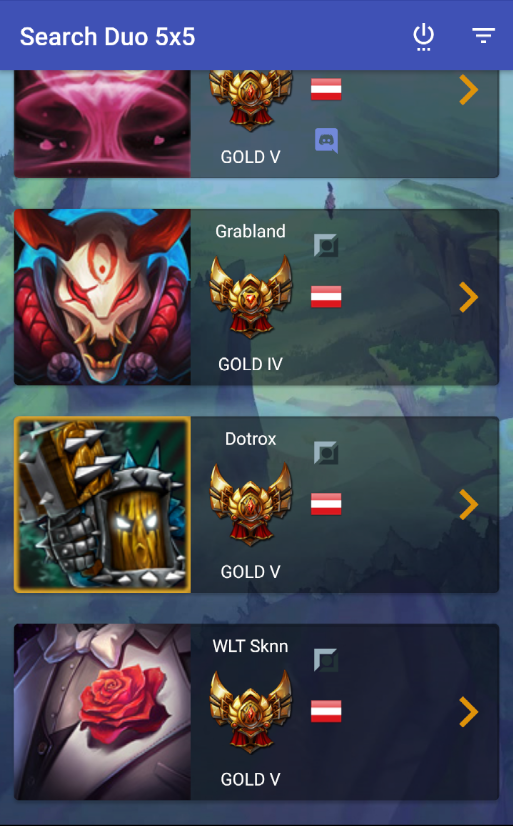 Search Duo 5x5
GOLD V
Grabland
GOLD IV
Dotrox
GOLD V
WLT Sknn
GOLD V